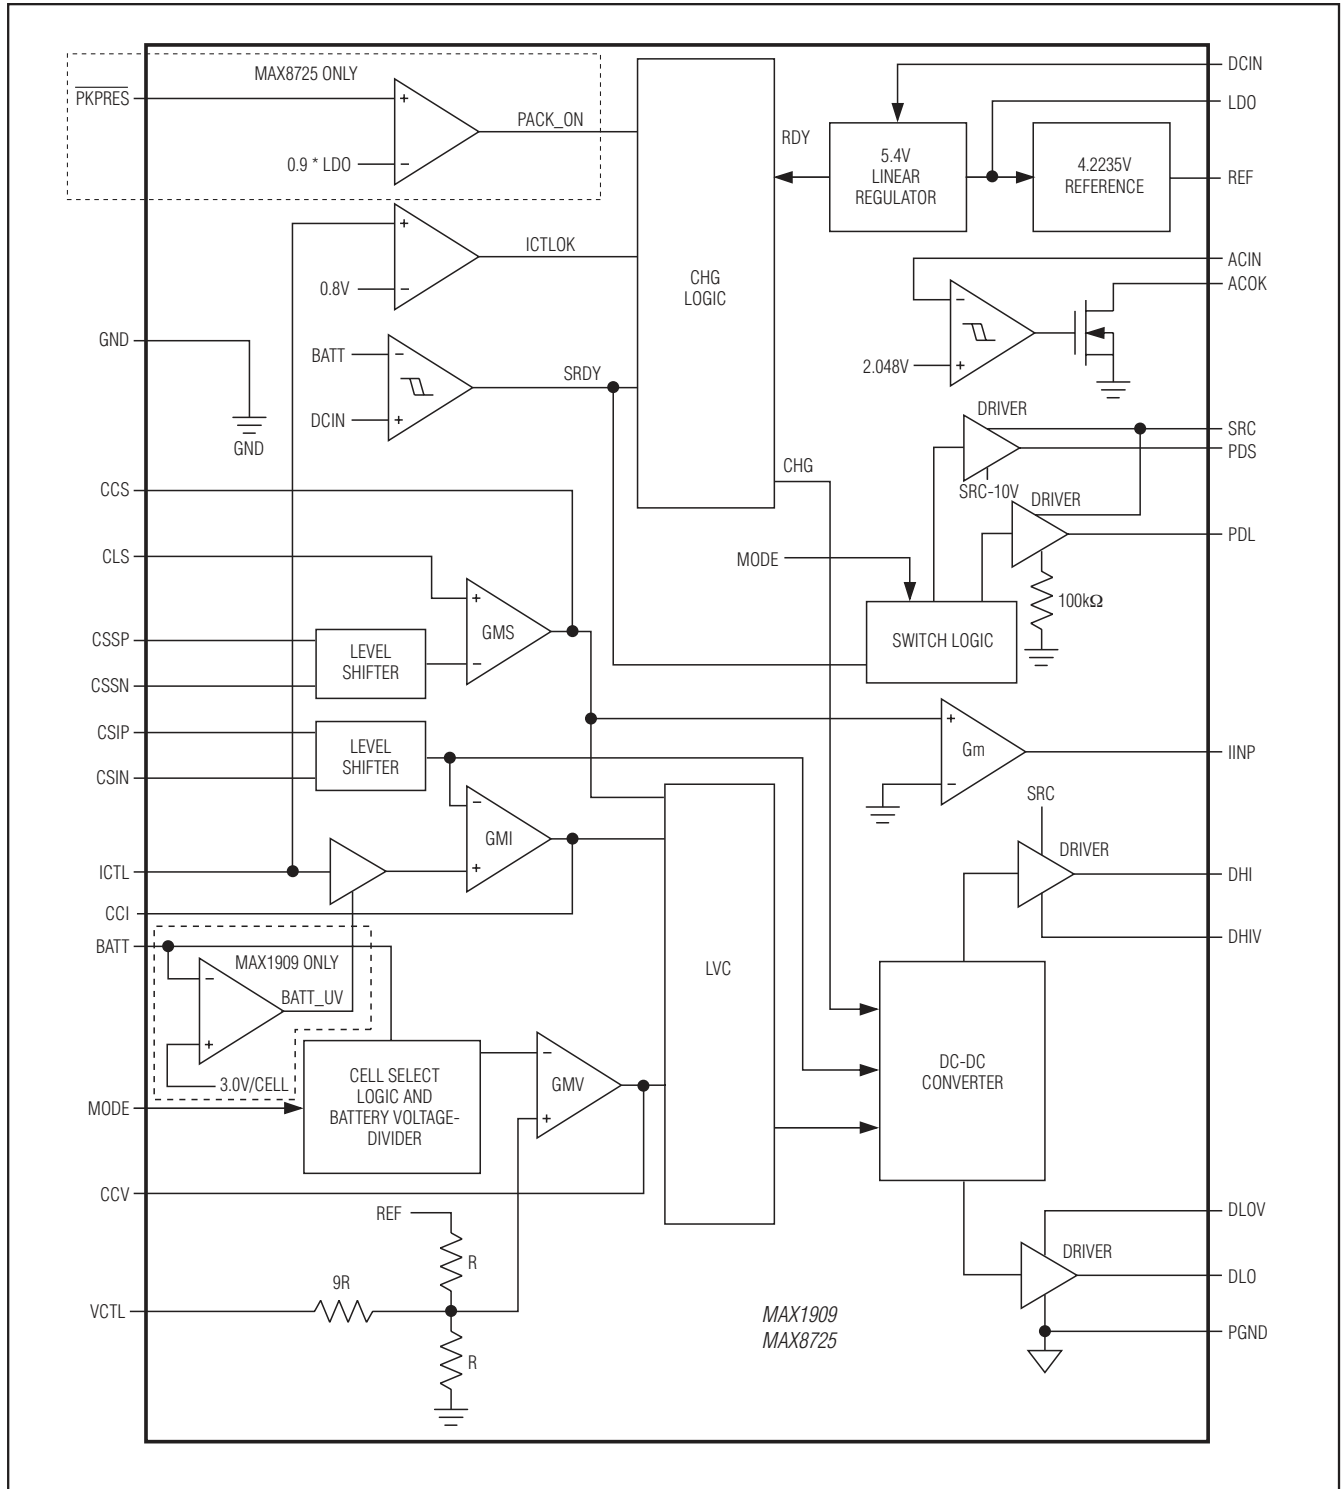 MAX8725 ONLY
PKPRES
PACK_ON
0.9 * LDO
ICTLOK
0.8V
GND
GND
BATT
SRDY
DCIN
CHG
LOGIC
RDY
5.4V
LINEAR
REGULATOR
4.2235V
REFERENCE
DCIN
LDO
REF
ACIN
ACOK
2.048V
DRIVER
SRC
PDS
SRC-10V
DRIVER
PDL
100kΩ
CHG
MODE
SWITCH LOGIC
CCS
CLS
GMS
CSSP
LEVEL
SHIFTER
CSSN
CSIP
LEVEL
SHIFTER
CSIN
GMI
Gm
IINP
ICTL
CCI
BATT
MAX1909 ONLY
BATT_UV
3.0V/CELL
CELL SELECT
LOGIC AND
BATTERY VOLTAGE-
DIVIDER
MODE
GMV
LVC
CCV
SRC
DRIVER
DHI
DHIV
DC-DC
CONVERTER
DLOV
DRIVER
DLO
PGND
REF
R
9R
VCTL
R
MAX1909
MAX8725